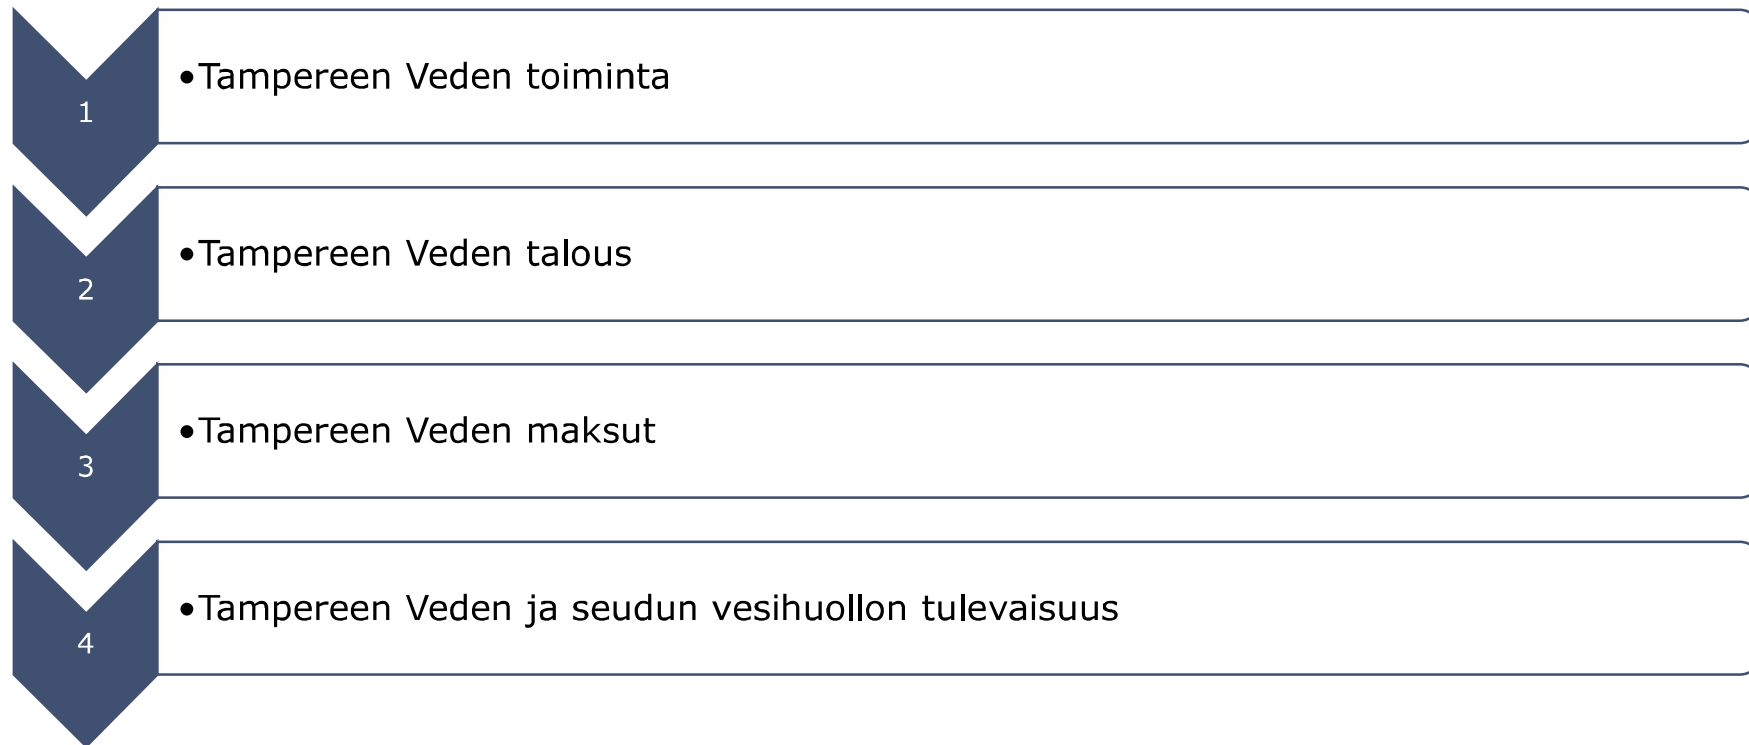 1
•Tampereen Veden toiminta
2
•Tampereen Veden talous
3
•Tampereen Veden maksut
4
•Tampereen Veden ja seudun vesihuollon tulevaisuus